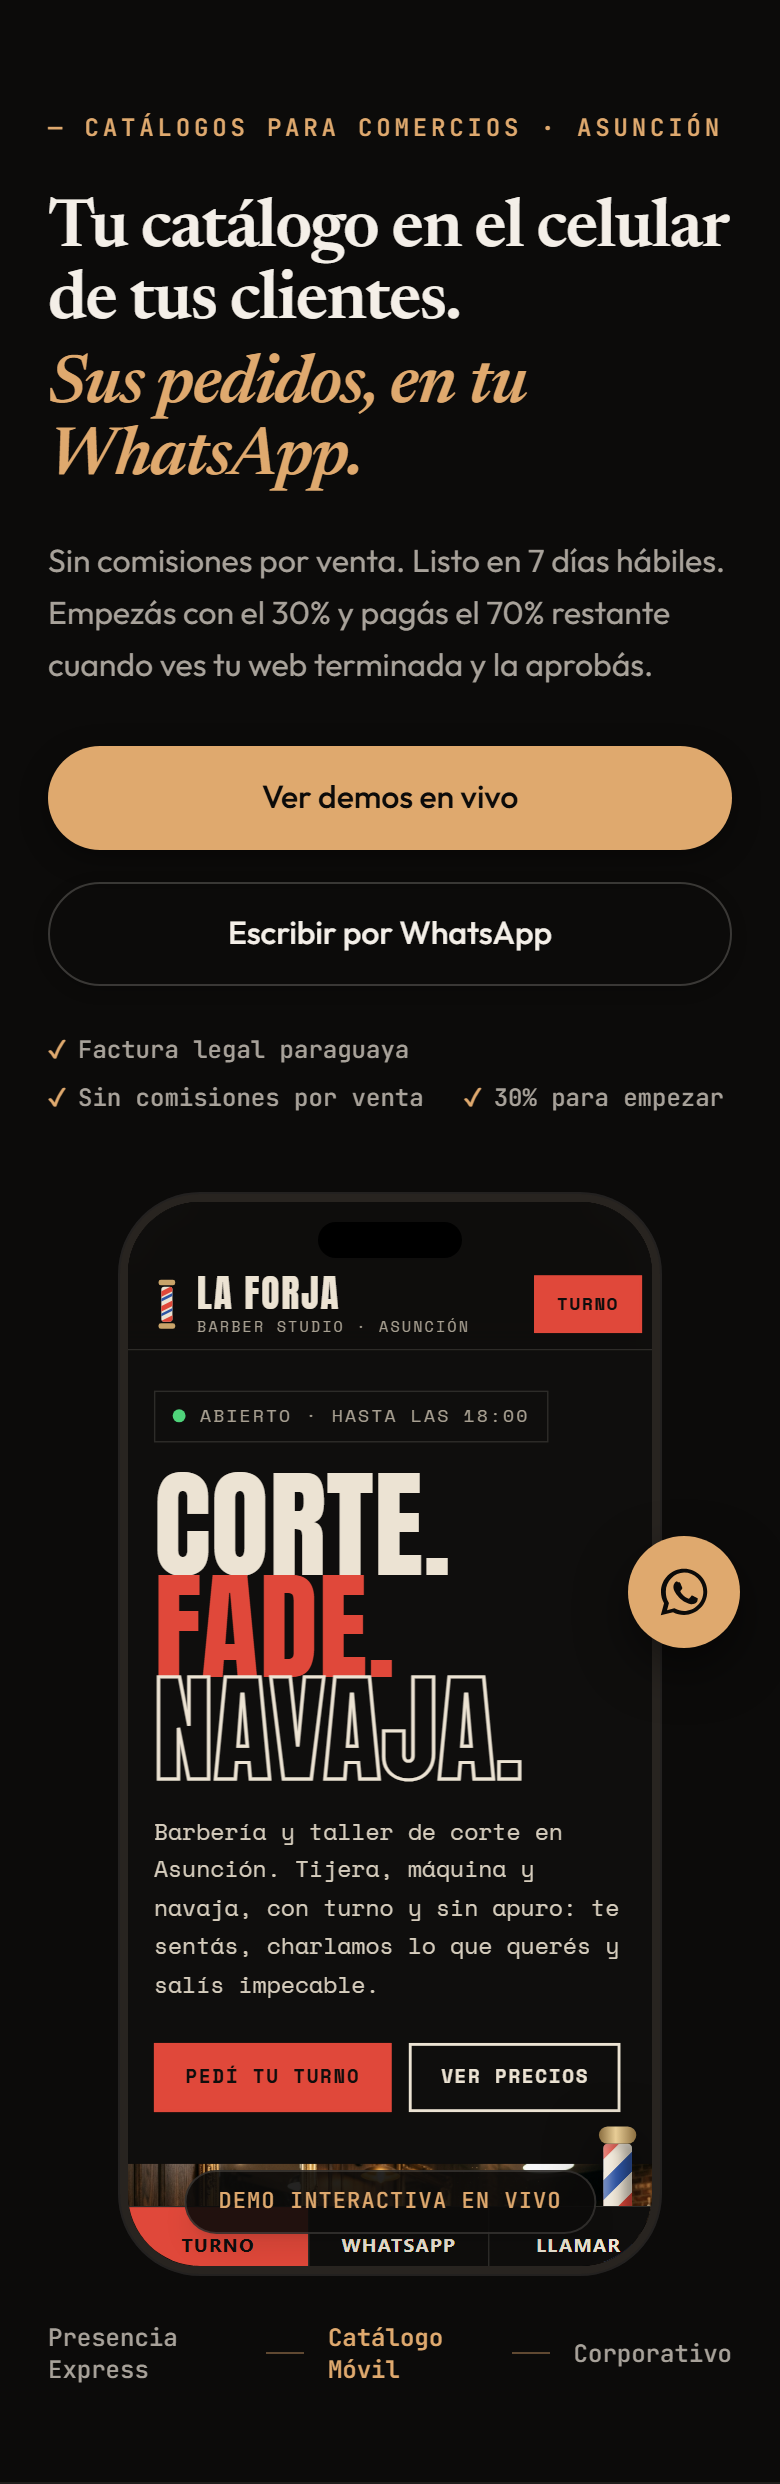 — CATÁLOGOS PARA COMERCIOS · ASUNCIÓN
Tu catálogo en el celular
de tus clientes.
Sus pedidos, en tu
WhatsApp.
Sin comisiones por venta. Listo en 7 días hábiles.
Empezás con el 30% y pagás el 70% restante
cuando ves tu web terminada y la aprobás.
Ver demos en vivo
Escribir por WhatsApp
✓ Factura legal paraguaya
✓ Sin comisiones por venta ✓ 30% para empezar
LA FORJA
BARBER STUDIO · ASUNCIÓN
TURNO
ABIERTO · HASTA LAS 18:00
CORTE.
FADE.
NAVAJA.
Barbería y taller de corte en
Asunción. Tijera, máquina y
navaja, con turno y sin apuro: te
sentás, charlamos lo que querés y
salís impecable.
PEDÍ TU TURNO
VER PRECIOS
DEMO INTERACTIVA EN VIVO
TURNO
WHATSAPP
LLAMAR
Presencia
Express
Catálogo
Móvil
Corporativo